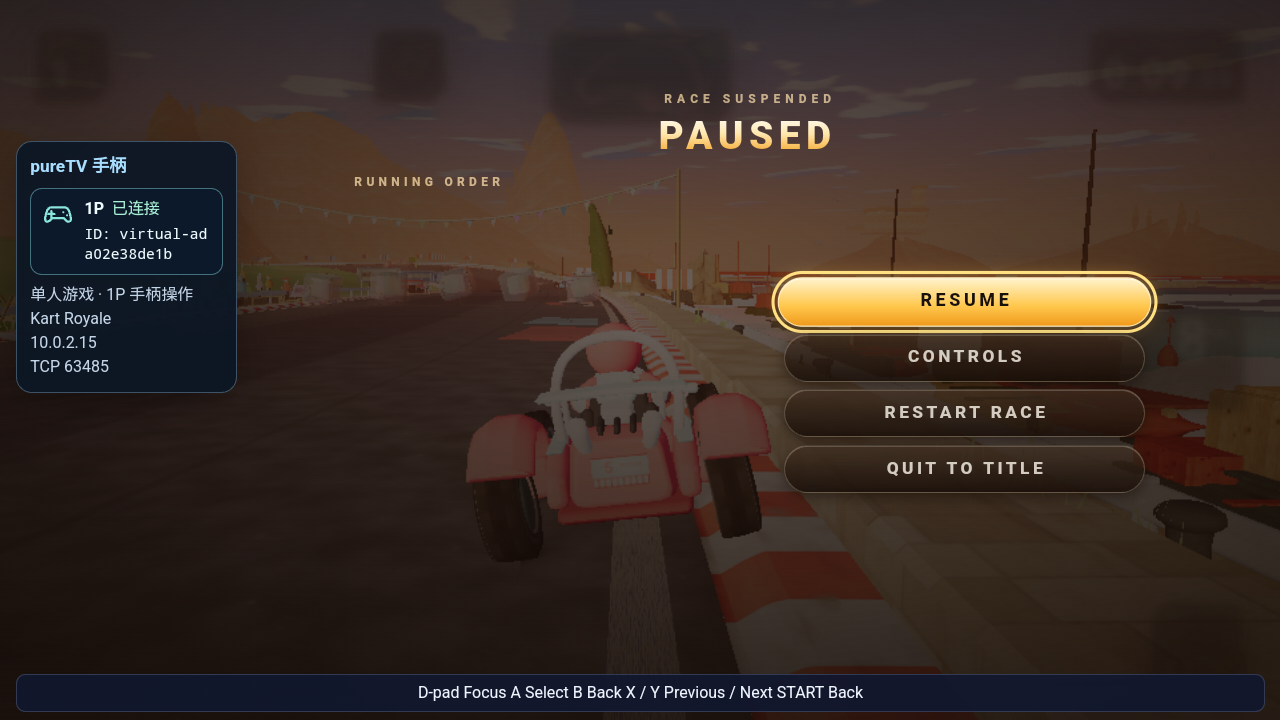 RACE SUSPENDED
PAUSED
pureTV 手柄
1P 已连接
ID: virtual-ad
a02e38de1b
单人游戏 · 1P 手柄操作
Kart Royale
10.0.2.15
TCP 63485
RUNNING ORDER
RESUME
CONTROLS
RESTART RACE
QUIT TO TITLE
D-pad Focus A Select B Back X / Y Previous / Next START Back